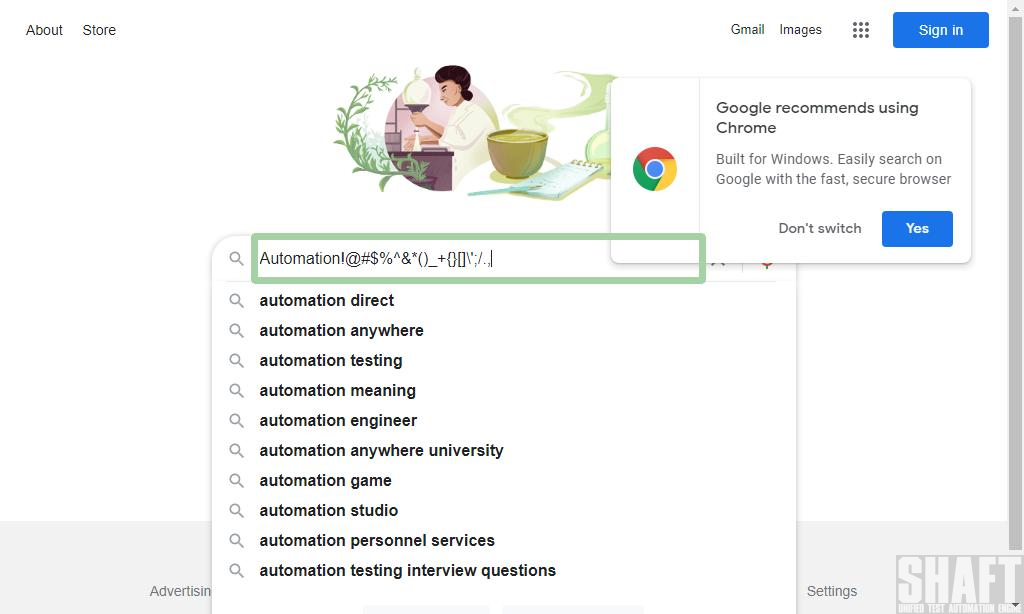 About Store Gmail Images Sign in
Google recommends using
Chrome
Built for Windows. Easily search on
Google with the fast, secure browser
Don't switch Yes
Automation!@#$%^&*()_+{}[]\';/.,
automation direct
automation anywhere
automation testing
automation meaning
automation engineer
automation anywhere university
automation game
automation studio
automation personnel services
automation testing interview questions
Advertisin Settings
SHAFT
UNIFIED TEST AUTOMATION ENGI